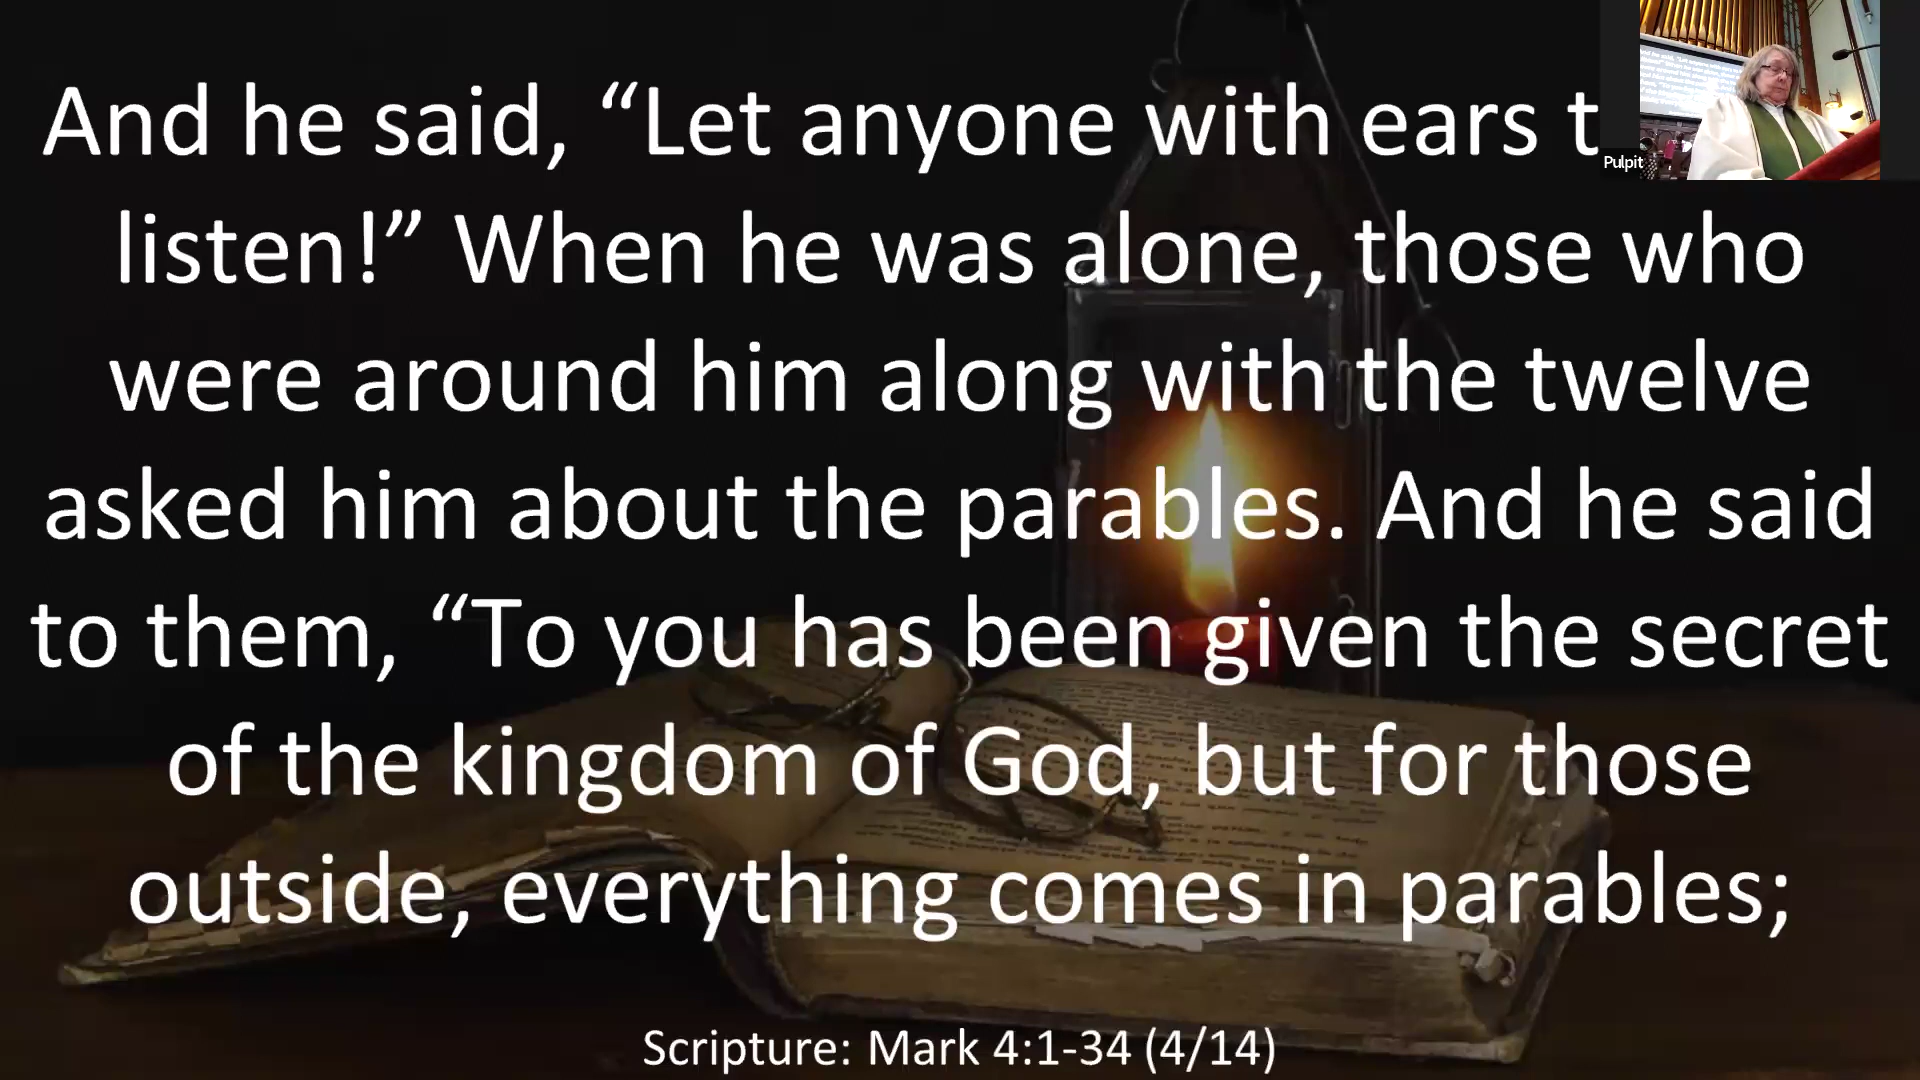 And he said, “Let anyone with ears t
listen!” When he was alone, those who
were around him along with the twelve
asked him about the parables. And he said
to them, “To you has been given the secret
of the kingdom of God, but for those
outside, everything comes in parables;
Scripture: Mark 4:1-34 (4/14)
Pulpit